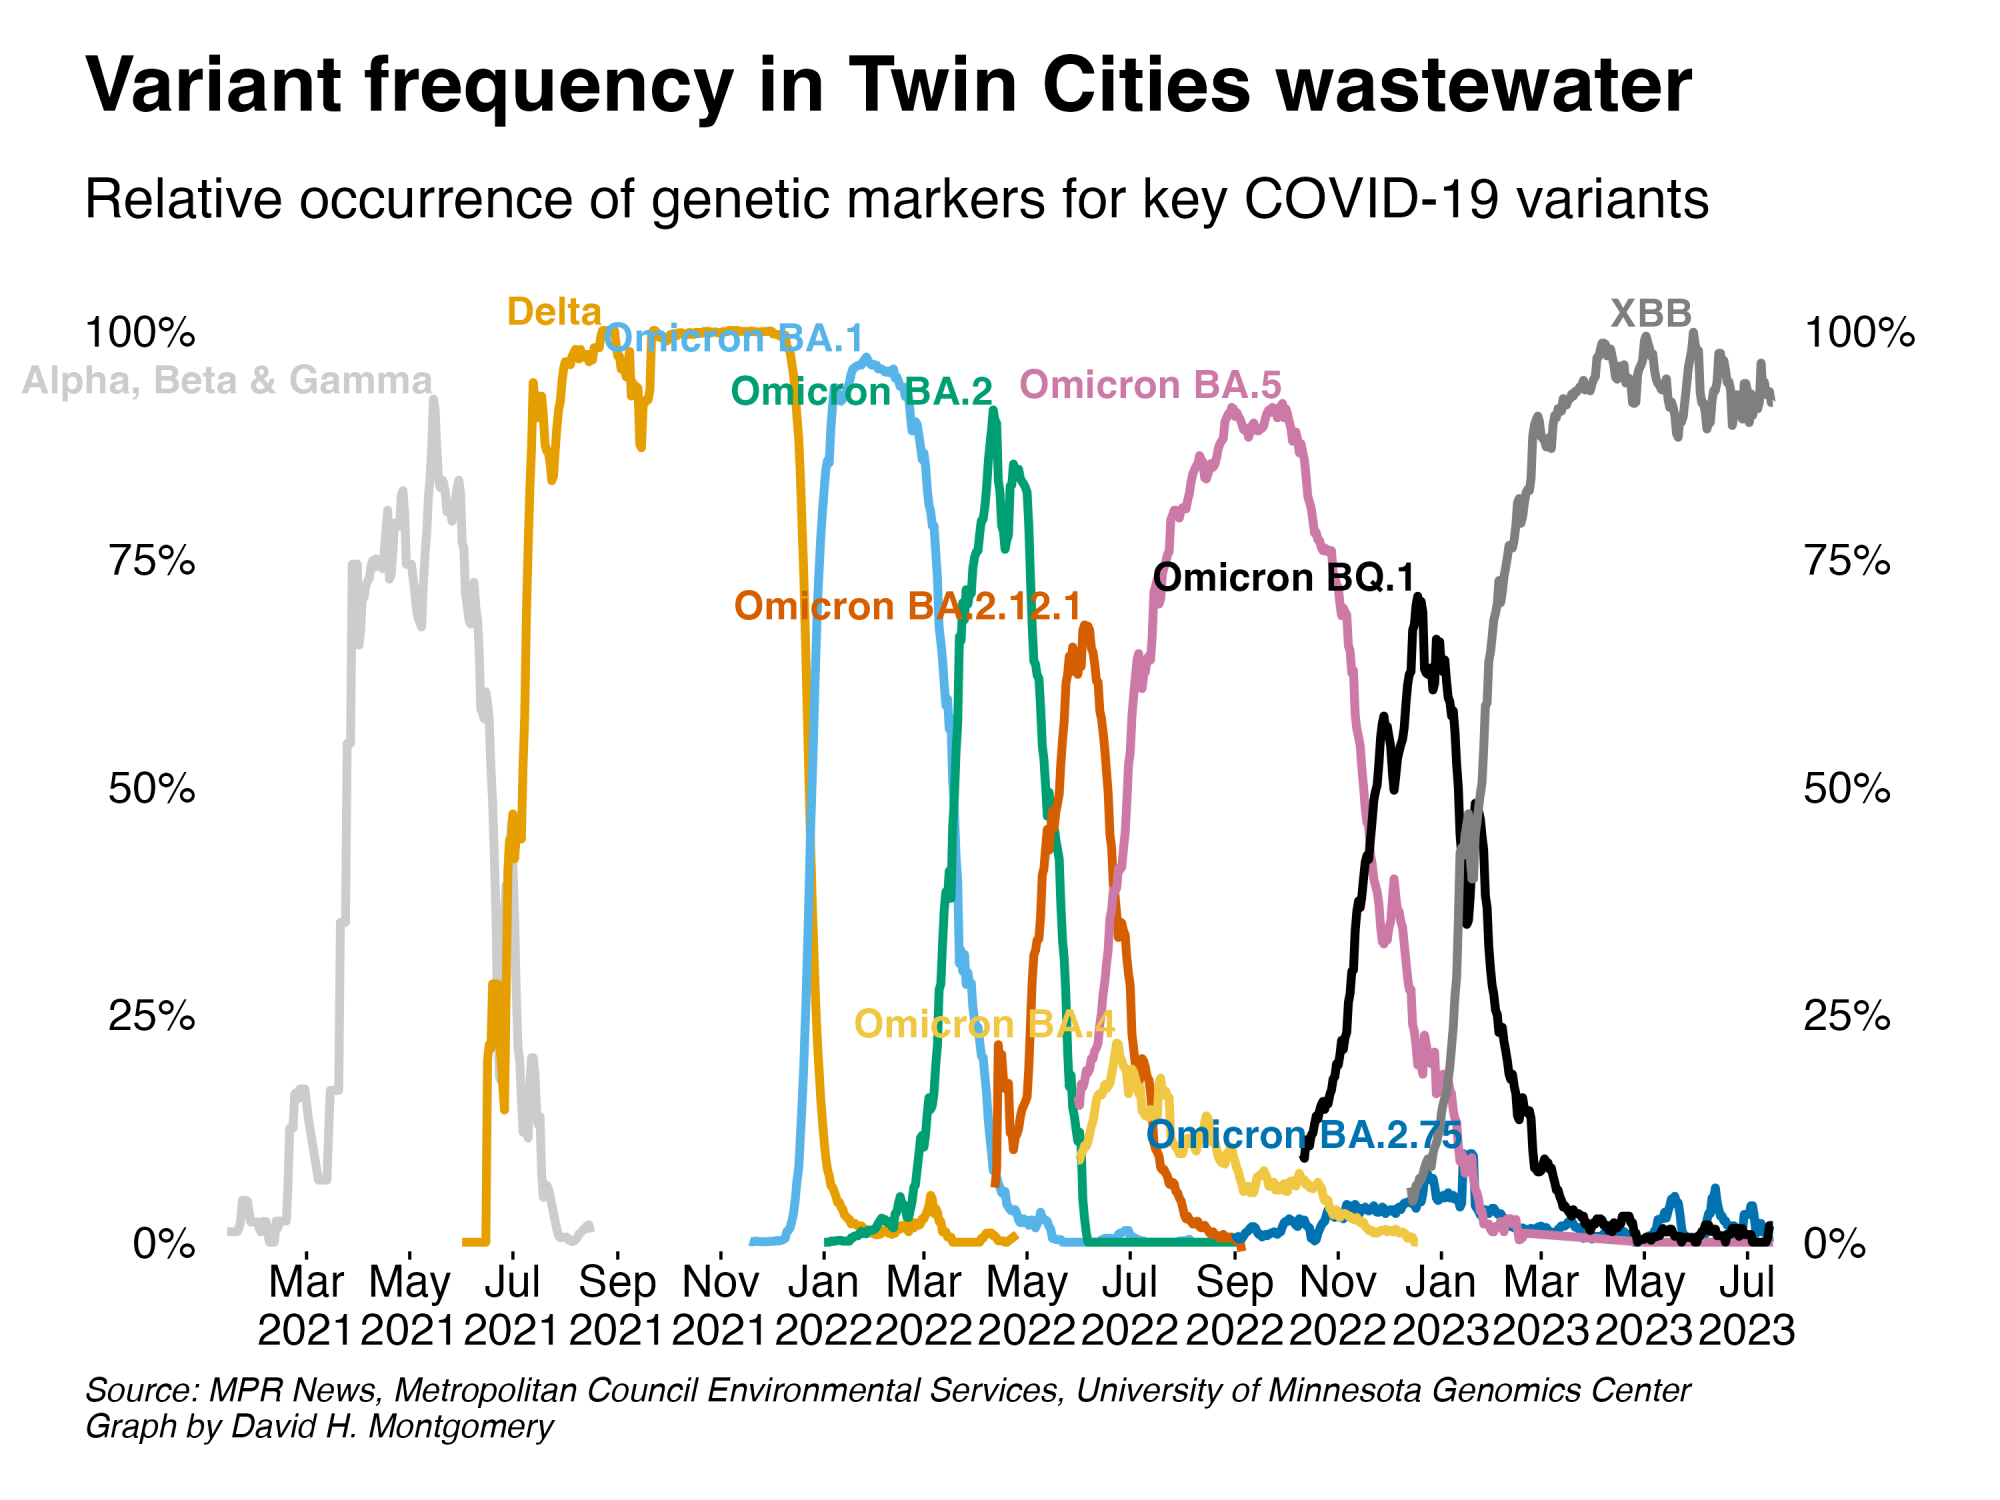 Variant frequency in Twin Cities wastewater
Relative occurrence of genetic markers for key COVID-19 variants
Delta
XBB
100%
Omicron BA.1
100%
Alpha, Beta & Gamma
Omicron BA.2
Omicron BA.5
75%
Omicron BQ.1
75%
Omicron BA.2.12.1
50%
50%
25%
Omicron BA.4
25%
Omicron BA.2.75
0%
0%
Mar May Jul Sep Nov Jan Mar May Jul Sep Nov Jan Mar May Jul
2021 2021 2021 2021 2021 2022 2022 2022 2022 2022 2022 2023 2023 2023 2023
Source: MPR News, Metropolitan Council Environmental Services, University of Minnesota Genomics Center
Graph by David H. Montgomery